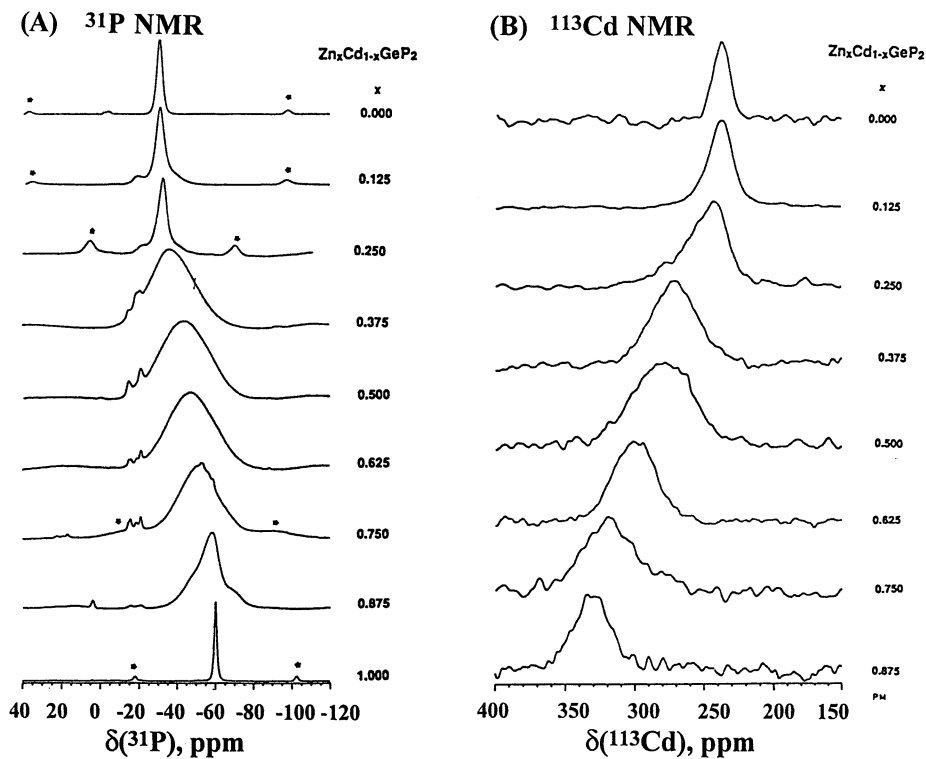 (A) ³¹P NMR
ZnₓCd₁₋ₓGeP₂
x
*
*
0.000
*
*
0.125
*
*
0.250
0.375
0.500
0.625
*
*
0.750
0.875
*
*
1.000
40 20 0 -20 -40 -60 -80 -100 -120
δ(³¹P), ppm
(B) ¹¹³Cd NMR
ZnₓCd₁₋ₓGeP₂
x
0.000
0.125
0.250
0.375
0.500
0.625
0.750
0.875
PM
400 350 300 250 200 150
δ(¹¹³Cd), ppm